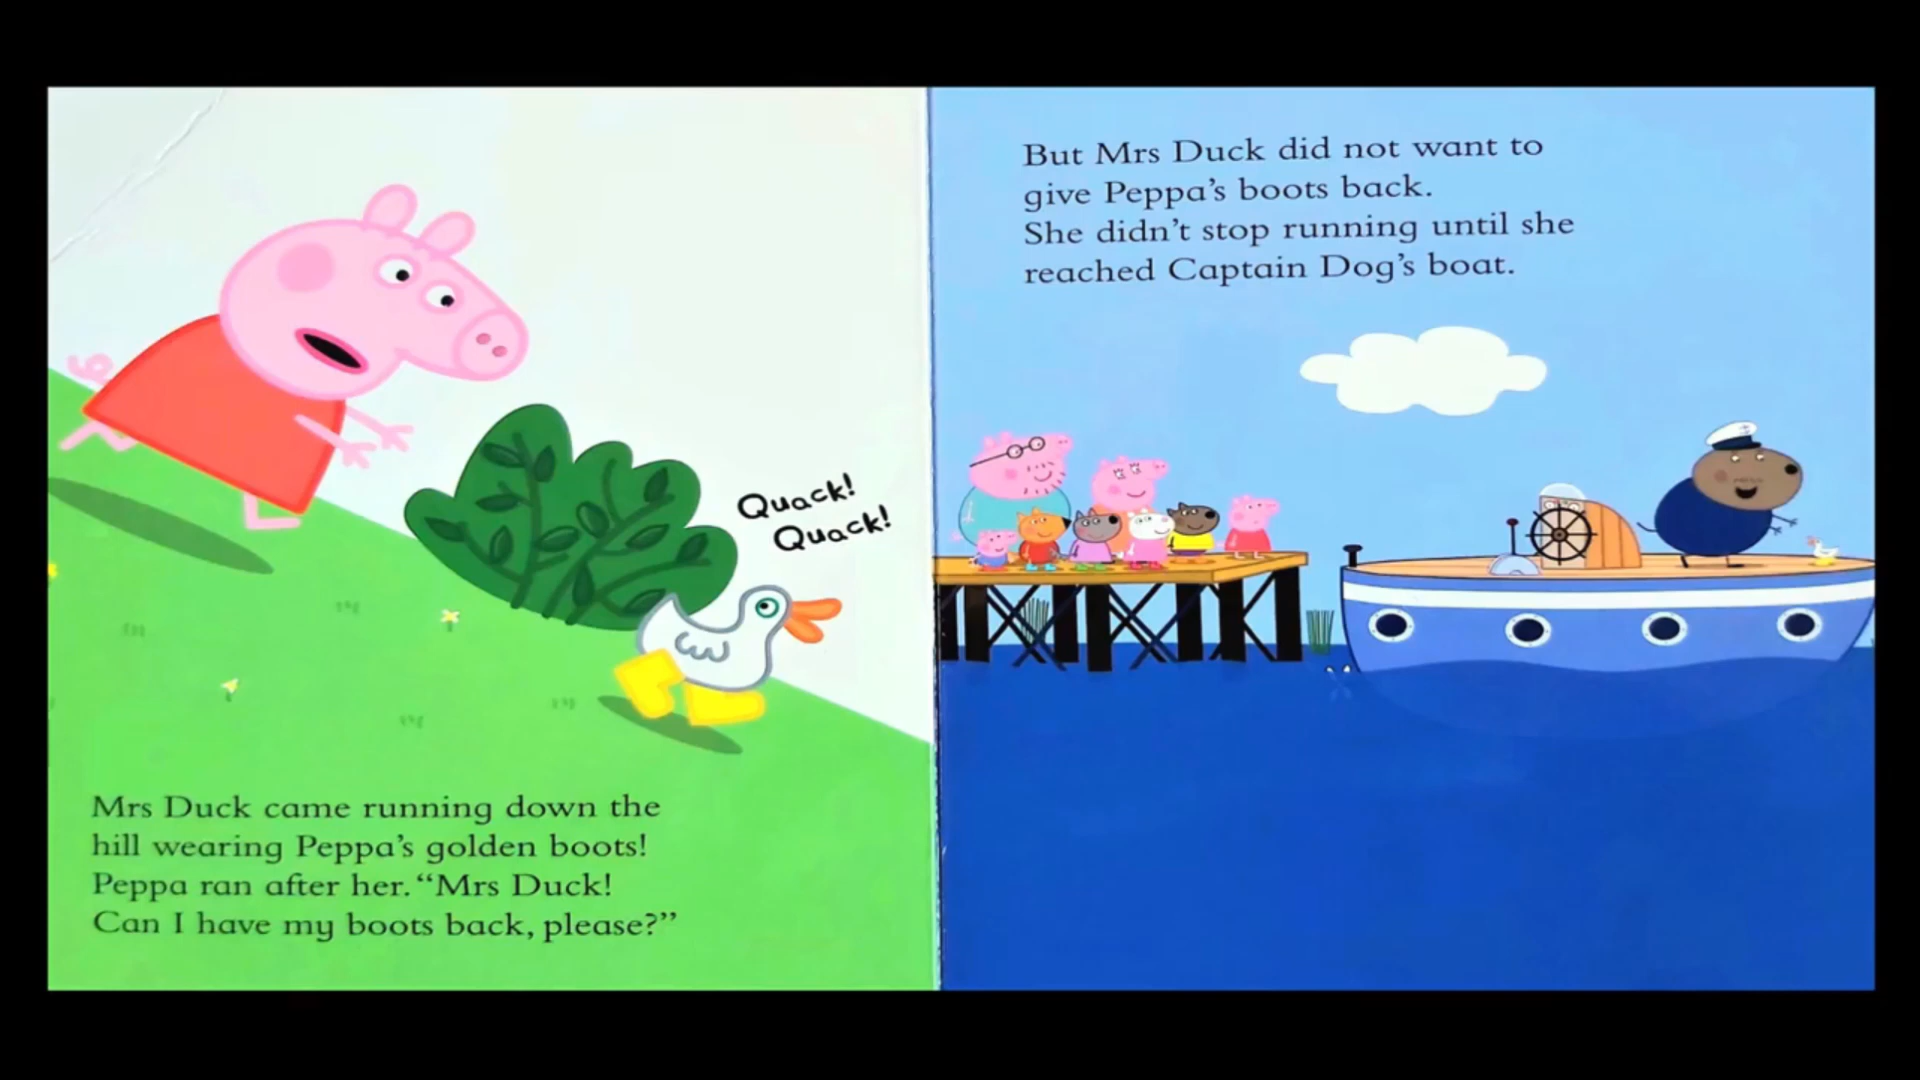 Quack!
Quack!
Mrs Duck came running down the
hill wearing Peppa's golden boots!
Peppa ran after her. “Mrs Duck!
Can I have my boots back, please?”
But Mrs Duck did not want to
give Peppa's boots back.
She didn't stop running until she
reached Captain Dog's boat.